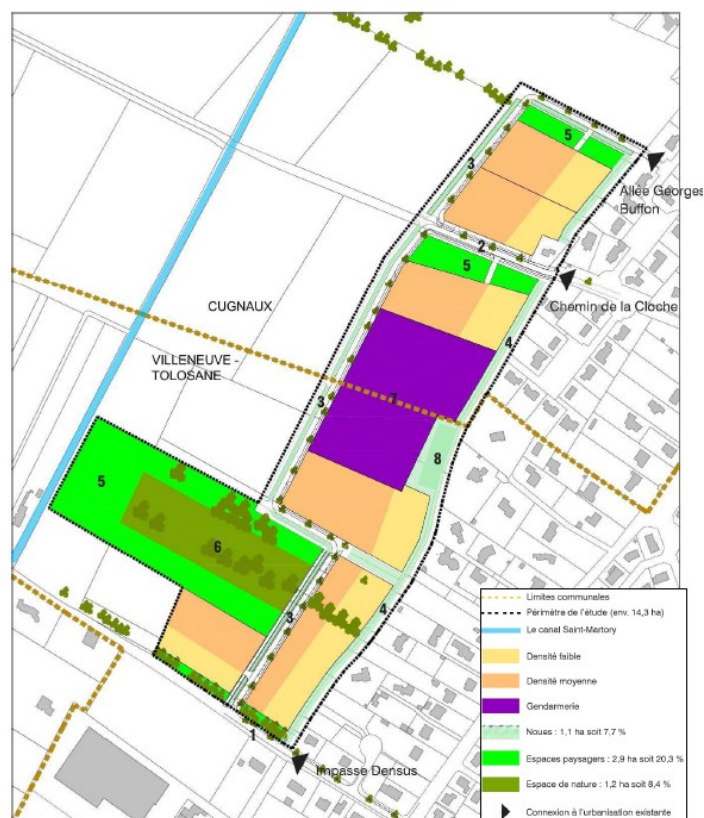 5
3
Allée Georges
Buffon
2
5
Chemin de la Cloche
CUGNAUX
4
VILLENEUVE -
TOLOSANE
7
3
8
5
6
3
4
1
Impasse Densus
Limites communales
Périmètre de l'étude (env. 14,3 ha)
Le canal Saint-Martory
Densité faible
Densité moyenne
Gendarmerie
Noues : 1,1 ha soit 7,7 %
Espaces paysagers : 2,9 ha soit 20,3 %
Espace de nature : 1,2 ha soit 8,4 %
Connexion à l'urbanisation existante